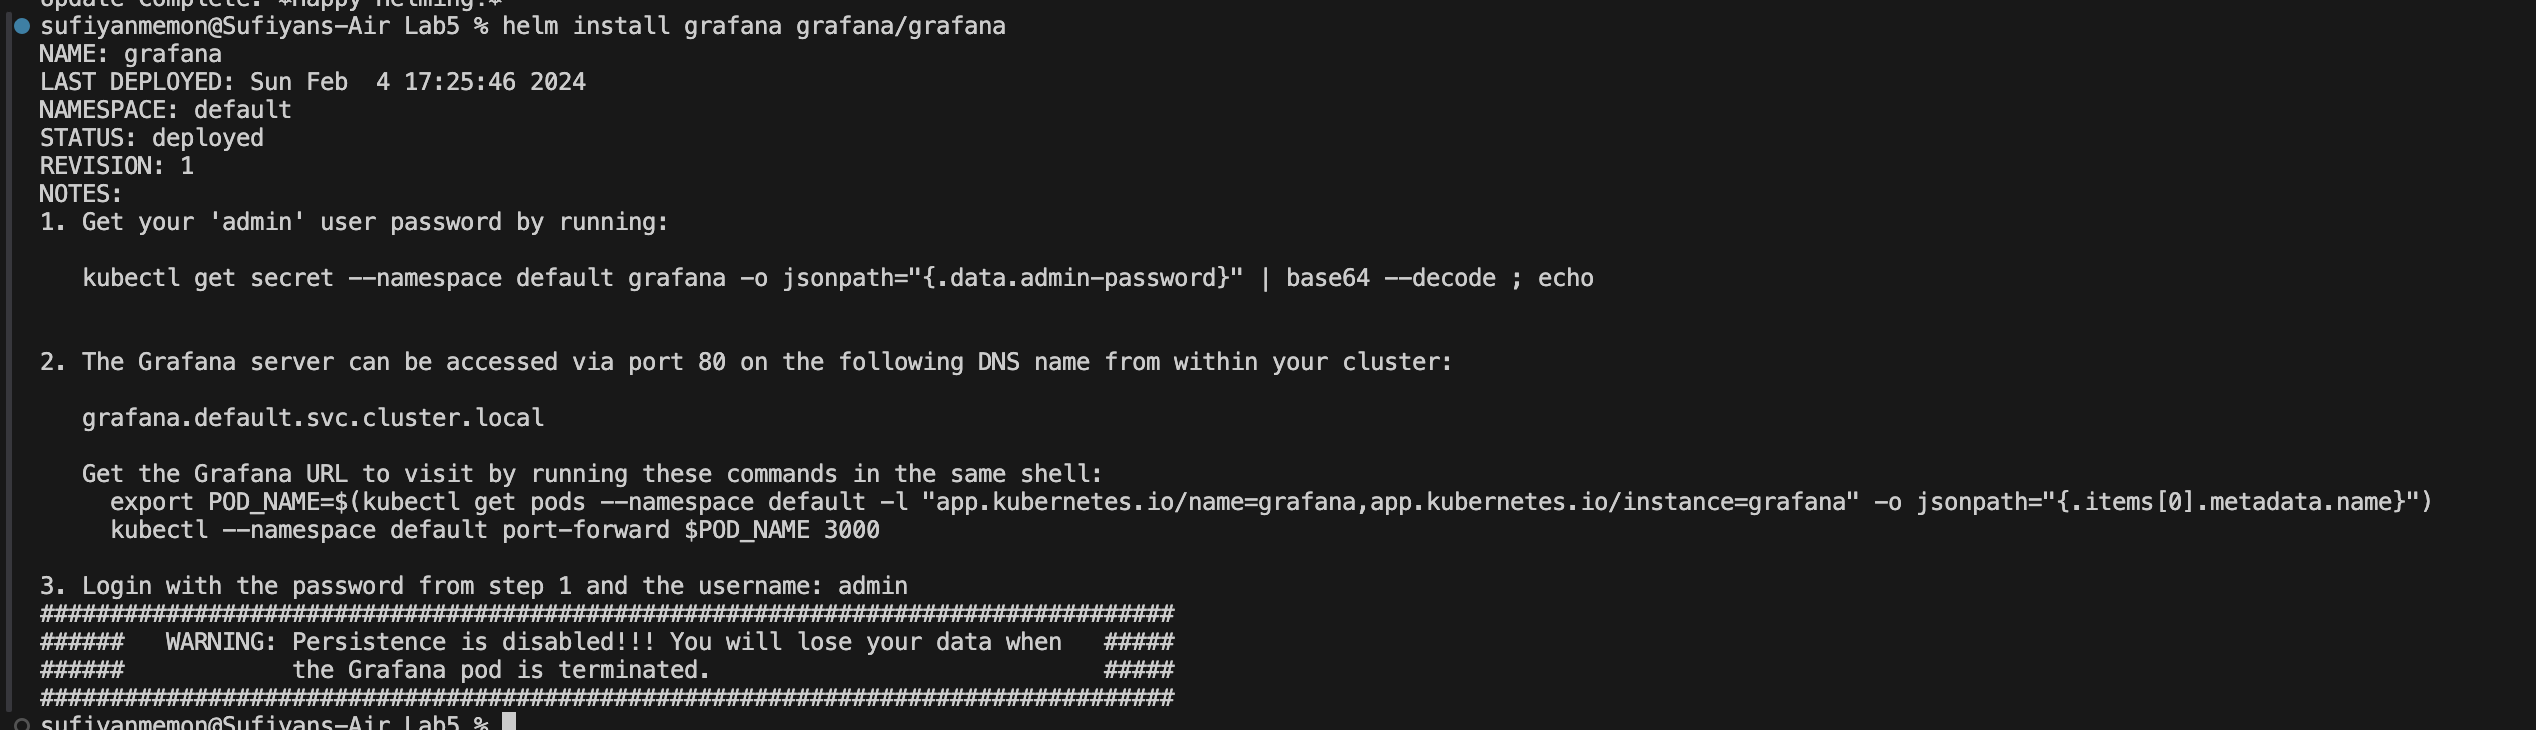 Update Complete. *Happy Helming!*
sufiyanmemon@Sufiyans-Air Lab5 % helm install grafana grafana/grafana
NAME: grafana
LAST DEPLOYED: Sun Feb  4 17:25:46 2024
NAMESPACE: default
STATUS: deployed
REVISION: 1
NOTES:
1. Get your 'admin' user password by running:
kubectl get secret --namespace default grafana -o jsonpath="{.data.admin-password}" | base64 --decode ; echo
2. The Grafana server can be accessed via port 80 on the following DNS name from within your cluster:
grafana.default.svc.cluster.local
Get the Grafana URL to visit by running these commands in the same shell:
export POD_NAME=$(kubectl get pods --namespace default -l "app.kubernetes.io/name=grafana,app.kubernetes.io/instance=grafana" -o jsonpath="{.items[0].metadata.name}")
kubectl --namespace default port-forward $POD_NAME 3000
3. Login with the password from step 1 and the username: admin
#################################################################################
######   WARNING: Persistence is disabled!!! You will lose your data when   #####
######            the Grafana pod is terminated.                            #####
#################################################################################
sufiyanmemon@Sufiyans-Air Lab5 %